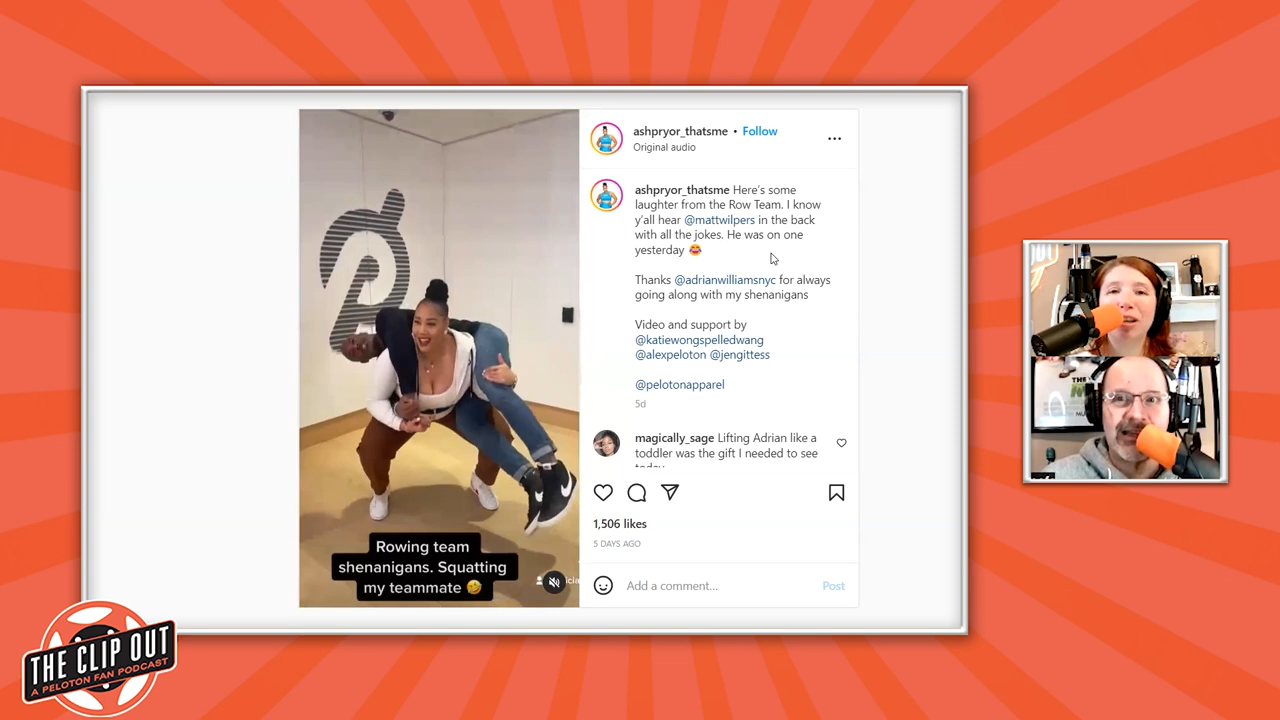 ashpryor_thatsme • Follow
Original audio
ashpryor_thatsme Here's some
laughter from the Row Team. I know
y'all hear @mattwilpers in the back
with all the jokes. He was on one
yesterday 😂
Thanks @adrianwilliamsnyc for always
going along with my shenanigans
Video and support by
@katiewongspelledwang
@alexpeloton @jengittess
@pelotonapparel
5d
magically_sage Lifting Adrian like a
toddler was the gift I needed to see
today
1,506 likes
5 DAYS AGO
Add a comment...
Post
Rowing team
shenanigans. Squatting
my teammate 🤣
THE CLIP OUT
A PELOTON FAN PODCAST